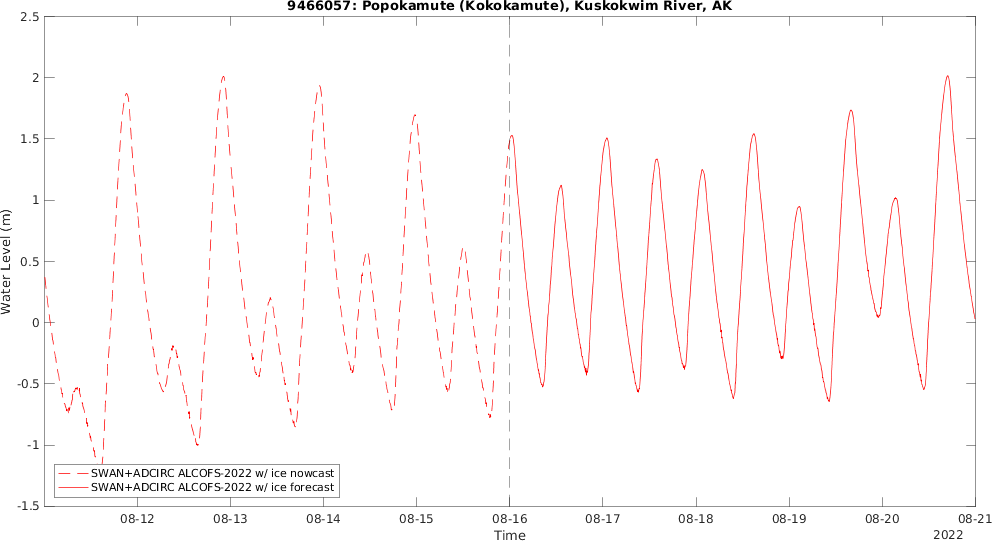 9466057: Popokamute (Kokokamute), Kuskokwim River, AK
2.5
2
1.5
1
0.5
0
-0.5
-1
-1.5
Water Level (m)
SWAN+ADCIRC ALCOFS-2022 w/ ice nowcast
SWAN+ADCIRC ALCOFS-2022 w/ ice forecast
08-12 08-13 08-14 08-15 08-16 08-17 08-18 08-19 08-20 08-21
Time
2022